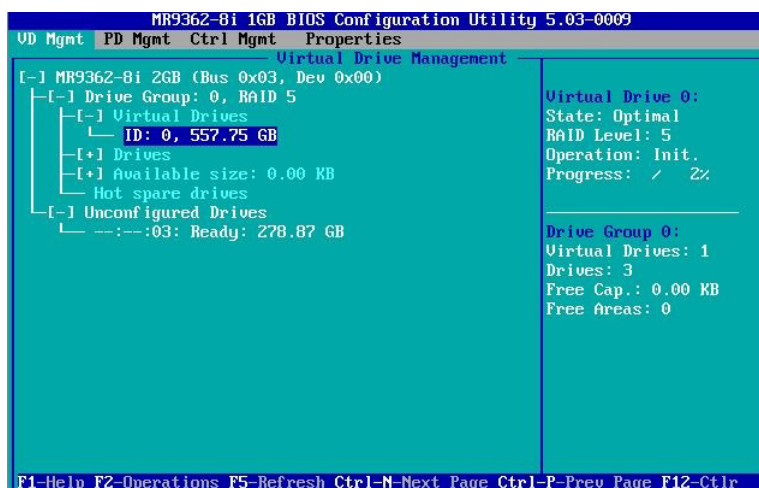 MR9362-8i 1GB BIOS Configuration Utility 5.03-0009
VD Mgmt PD Mgmt Ctrl Mgmt Properties
Virtual Drive Management
[-] MR9362-8i 2GB (Bus 0x03, Dev 0x00)
[-] Drive Group: 0, RAID 5
[-] Virtual Drives
ID: 0, 557.75 GB
[+] Drives
[+] Available size: 0.00 KB
Hot spare drives
[-] Unconfigured Drives
--:--:03: Ready: 278.87 GB
Virtual Drive 0:
State: Optimal
RAID Level: 5
Operation: Init.
Progress: / 2%
Drive Group 0:
Virtual Drives: 1
Drives: 3
Free Cap.: 0.00 KB
Free Areas: 0
F1-Help F2-Operations F5-Refresh Ctrl-N-Next Page Ctrl-P-Prev Page F12-Ctlr